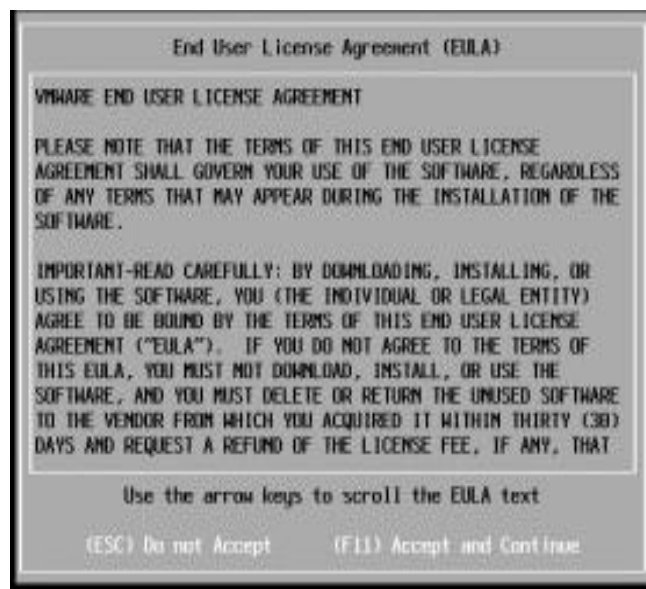 End User License Agreement (EULA)
VMWARE END USER LICENSE AGREEMENT
PLEASE NOTE THAT THE TERMS OF THIS END USER LICENSE
AGREEMENT SHALL GOVERN YOUR USE OF THE SOFTWARE, REGARDLESS
OF ANY TERMS THAT MAY APPEAR DURING THE INSTALLATION OF THE
SOFTWARE.
IMPORTANT-READ CAREFULLY: BY DOWNLOADING, INSTALLING, OR
USING THE SOFTWARE, YOU (THE INDIVIDUAL OR LEGAL ENTITY)
AGREE TO BE BOUND BY THE TERMS OF THIS END USER LICENSE
AGREEMENT ("EULA"). IF YOU DO NOT AGREE TO THE TERMS OF
THIS EULA, YOU MUST NOT DOWNLOAD, INSTALL, OR USE THE
SOFTWARE, AND YOU MUST DELETE OR RETURN THE UNUSED SOFTWARE
TO THE VENDOR FROM WHICH YOU ACQUIRED IT WITHIN THIRTY (30)
DAYS AND REQUEST A REFUND OF THE LICENSE FEE, IF ANY, THAT
Use the arrow keys to scroll the EULA text
(ESC) Do not Accept (F11) Accept and Continue